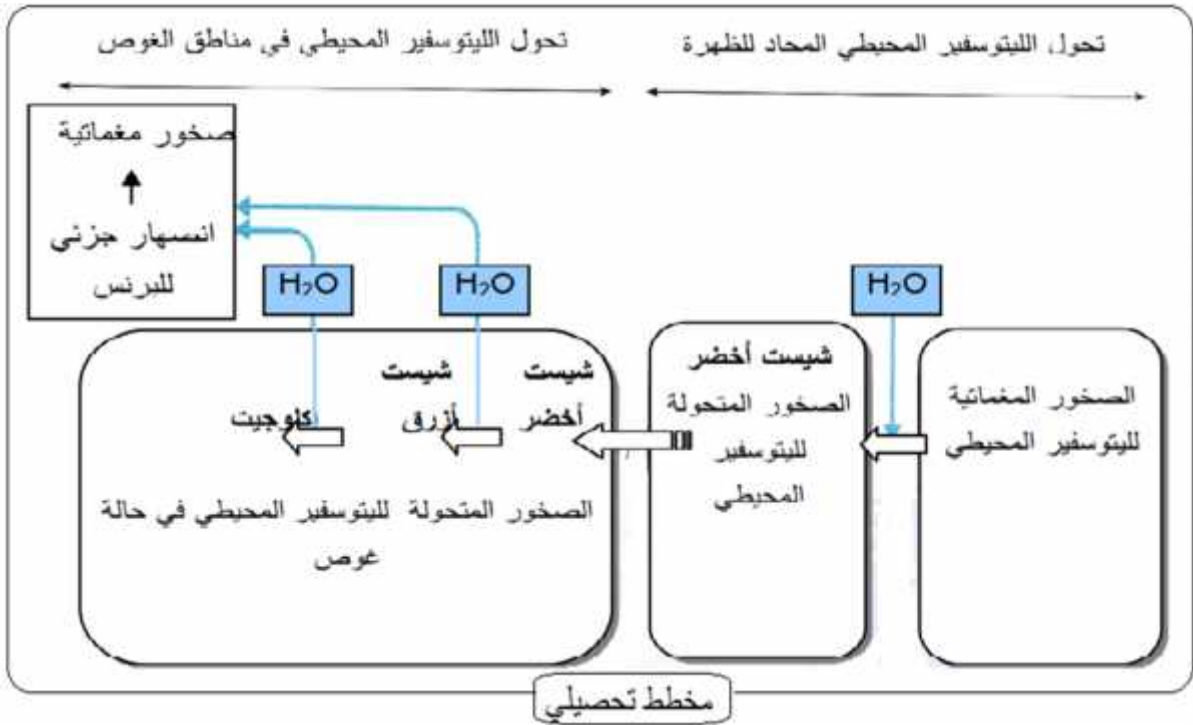 تحول الليتوسفير المحيطي المحاد للظهرة
تحول الليتوسفير المحيطي في مناطق الغوص
صخور مغماتية
انسهار جزئي
للبرنس
H₂O
H₂O
H₂O
الصخور المغماتية
لليتوسفير المحيطي
شيست أخضر
الصخور المتحولة
لليتوسفير
المحيطي
شيست
أخضر
شيست
أزرق
كلوجيت
الصخور المتحولة لليتوسفير المحيطي في حالة
غوص
مخطط تحصيلي